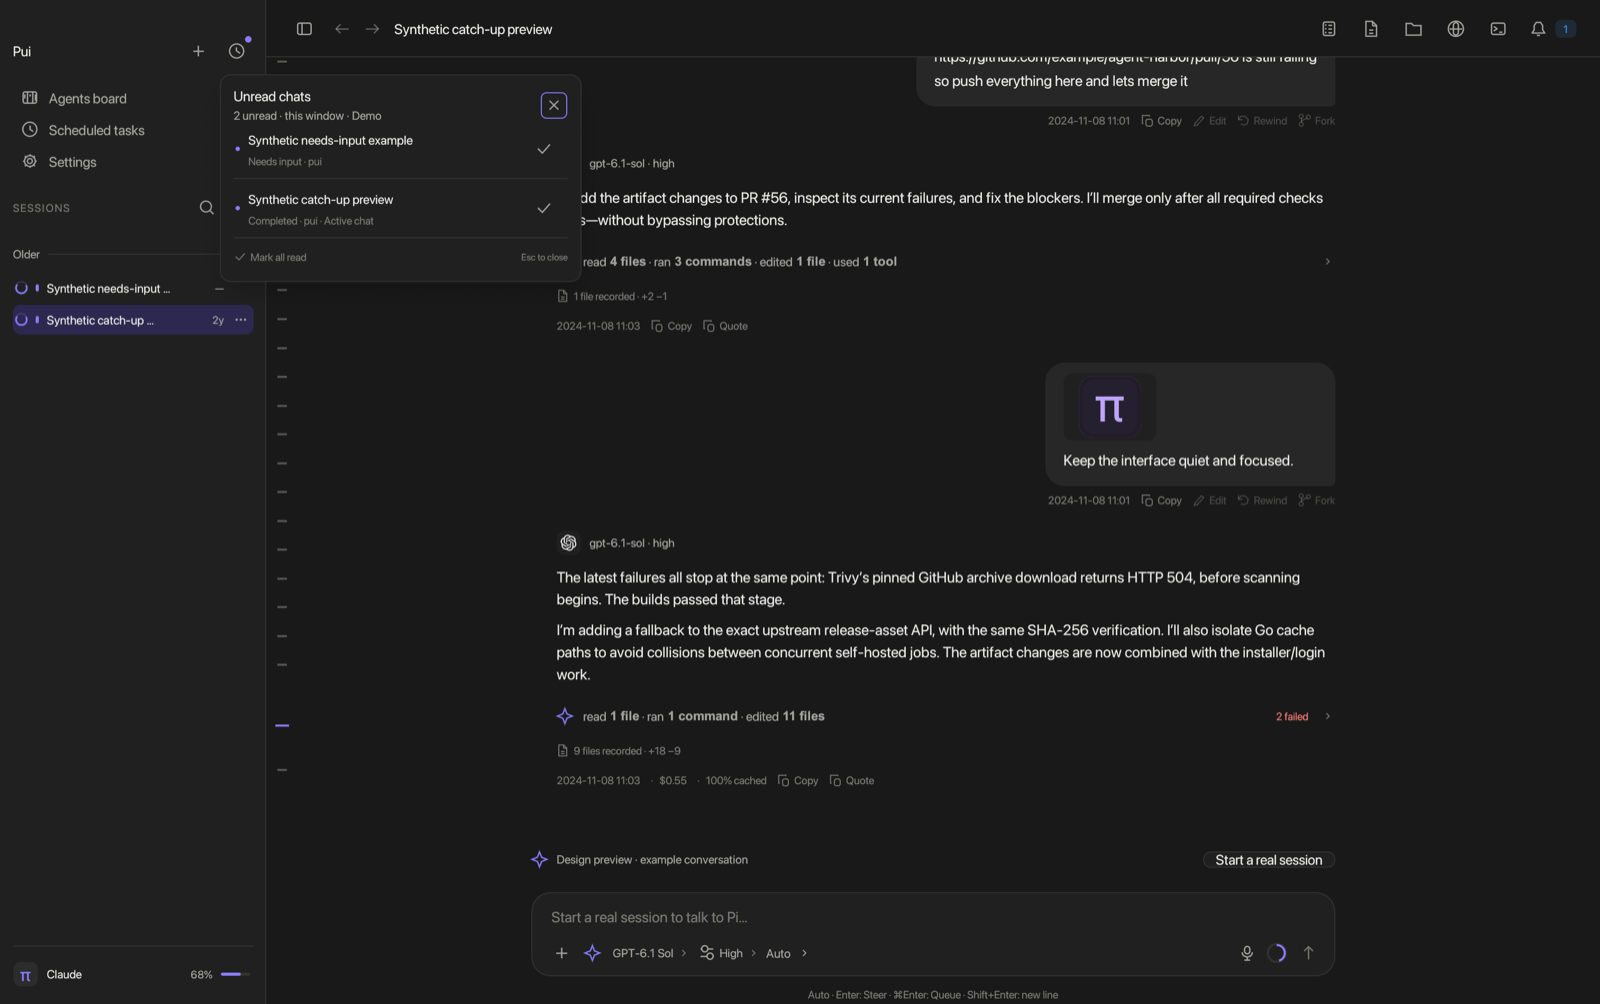 Pui
Agents board
Scheduled tasks
Settings
SESSIONS
Older
Synthetic needs-input ...
Synthetic catch-up ...
2y
Claude
68%
Synthetic catch-up preview
1
Unread chats
2 unread · this window · Demo
Synthetic needs-input example
Needs input · pui
Synthetic catch-up preview
Completed · pui · Active chat
Mark all read
Esc to close
https://github.com/example/agent-harbor/pull/56 is still failing
so push everything here and lets merge it
2024-11-08 11:01 Copy Edit Rewind Fork
gpt-6.1-sol · high
dd the artifact changes to PR #56, inspect its current failures, and fix the blockers. I’ll merge only after all required checks
s—without bypassing protections.
read 4 files · ran 3 commands · edited 1 file · used 1 tool
1 file recorded · +2 −1
2024-11-08 11:03 Copy Quote
π
Keep the interface quiet and focused.
2024-11-08 11:01 Copy Edit Rewind Fork
gpt-6.1-sol · high
The latest failures all stop at the same point: Trivy’s pinned GitHub archive download returns HTTP 504, before scanning
begins. The builds passed that stage.
I’m adding a fallback to the exact upstream release-asset API, with the same SHA-256 verification. I’ll also isolate Go cache
paths to avoid collisions between concurrent self-hosted jobs. The artifact changes are now combined with the installer/login
work.
read 1 file · ran 1 command · edited 11 files
2 failed
9 files recorded · +18 −9
2024-11-08 11:03 · $0.55 · 100% cached Copy Quote
Design preview · example conversation
Start a real session
Start a real session to talk to Pi...
GPT-6.1 Sol
High
Auto
Auto · Enter: Steer · ⌘Enter: Queue · Shift+Enter: new line
π